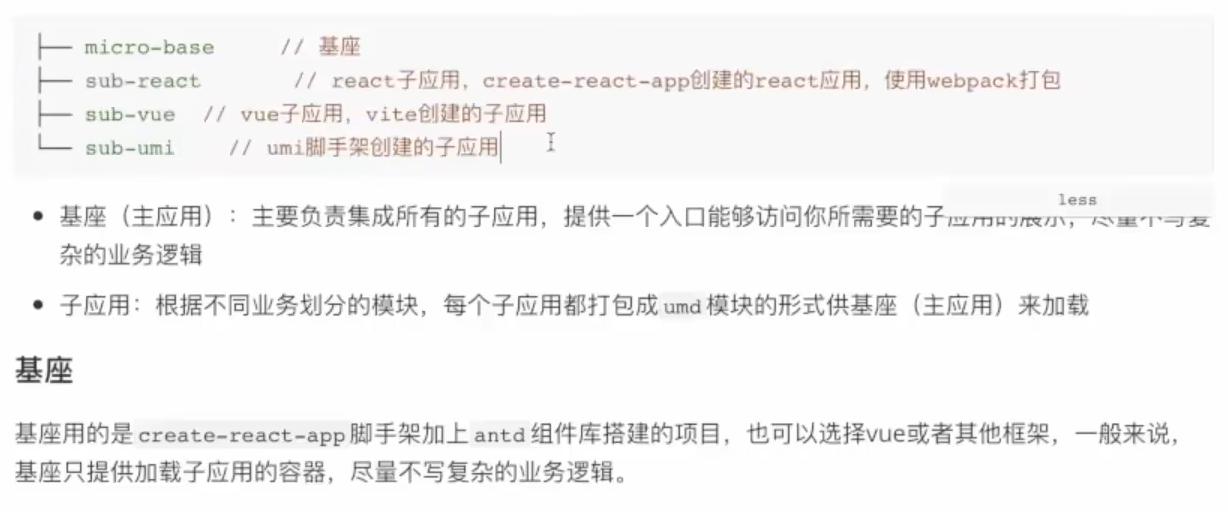 ├── micro-base // 基座
├── sub-react // react子应用，create-react-app创建的react应用，使用webpack打包
├── sub-vue // vue子应用，vite创建的子应用
└── sub-umi // umi脚手架创建的子应用
less
• 基座（主应用）：主要负责集成所有的子应用，提供一个入口能够访问你所需要的子应用的展示，尽量不写复
杂的业务逻辑
• 子应用：根据不同业务划分的模块，每个子应用都打包成umd模块的形式供基座（主应用）来加载
基座
基座用的是create-react-app脚手架加上antd组件库搭建的项目，也可以选择vue或者其他框架，一般来说，
基座只提供加载子应用的容器，尽量不写复杂的业务逻辑。